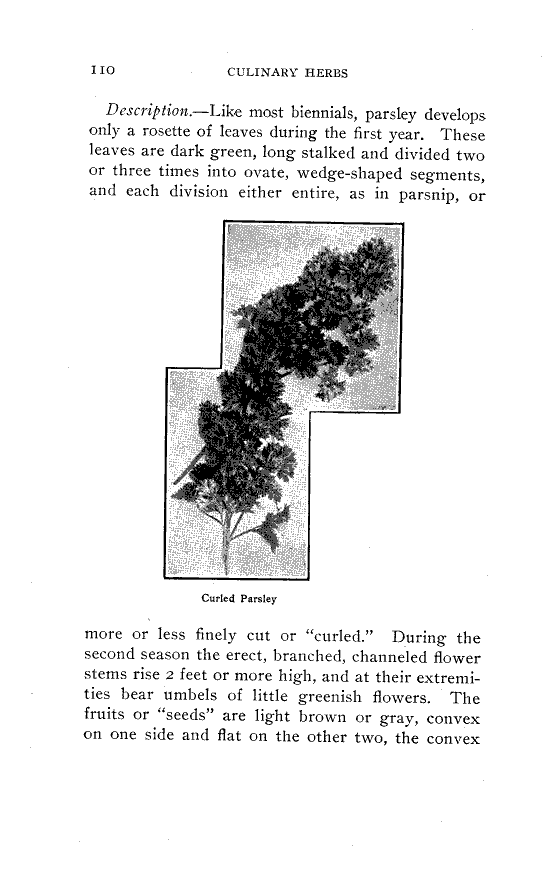 110 CULINARY HERBS
Description.—Like most biennials, parsley develops
only a rosette of leaves during the first year. These
leaves are dark green, long stalked and divided two
or three times into ovate, wedge-shaped segments,
and each division either entire, as in parsnip, or
Curled Parsley
more or less finely cut or "curled." During the
second season the erect, branched, channeled flower
stems rise 2 feet or more high, and at their extremi-
ties bear umbels of little greenish flowers. The
fruits or "seeds" are light brown or gray, convex
on one side and flat on the other two, the convex